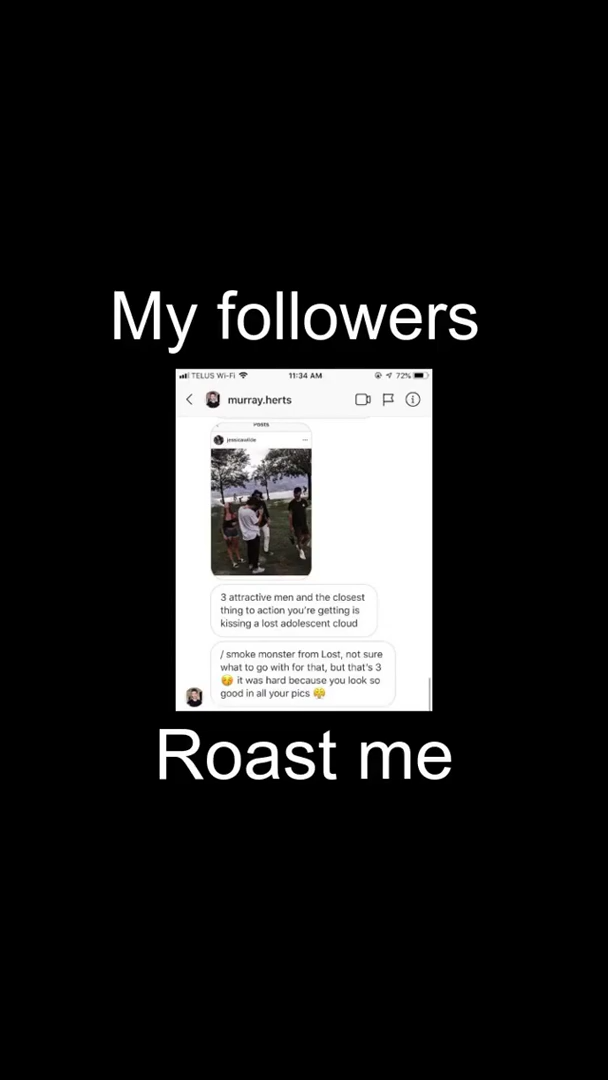 My followers
TELUS Wi-Fi
11:34 AM
72%
murray.herts
Posts
jessicawilde
3 attractive men and the closest
thing to action you're getting is
kissing a lost adolescent cloud
/ smoke monster from Lost, not sure
what to go with for that, but that's 3
😚 it was hard because you look so
good in all your pics 😤
Roast me